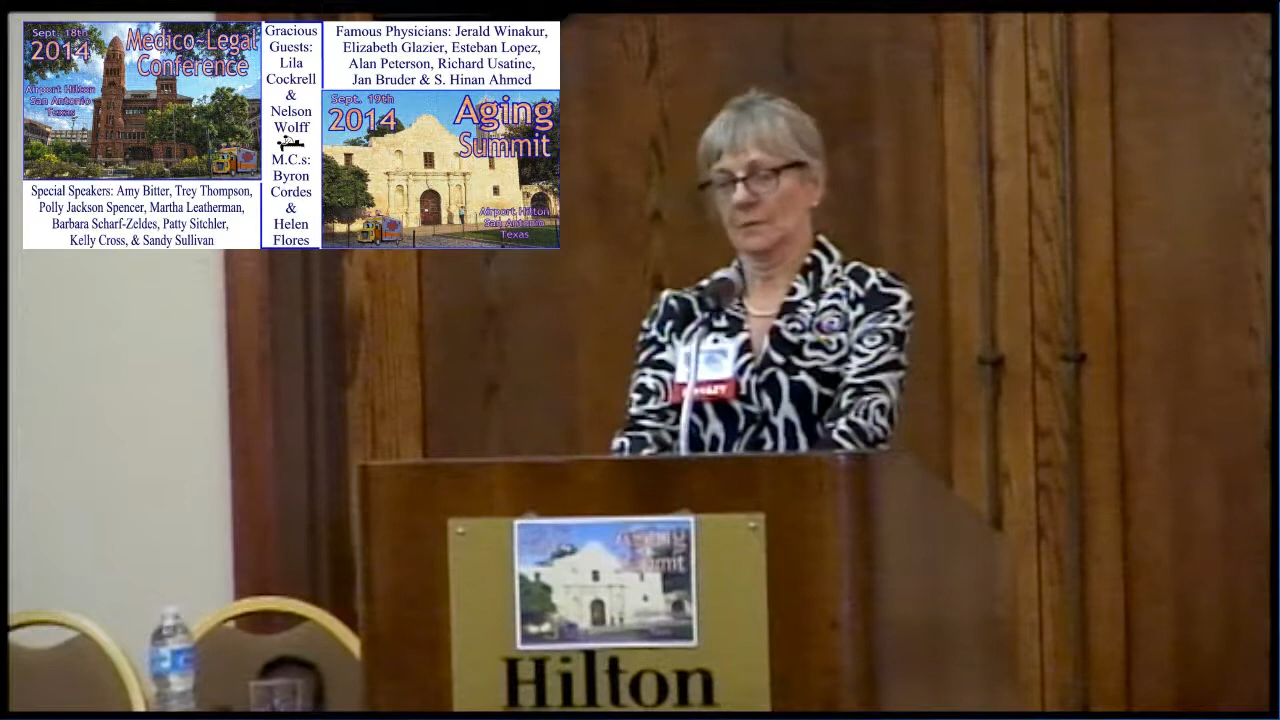 Sept. 18th
2014
Medico~Legal
Conference
Airport Hilton
San Antonio
Texas
Special Speakers: Amy Bitter, Trey Thompson,
Polly Jackson Spencer, Martha Leatherman,
Barbara Scharf-Zeldes, Patty Sitchler,
Kelly Cross, & Sandy Sullivan
Gracious
Guests:
Lila
Cockrell
&
Nelson
Wolff
M.C.s:
Byron
Cordes
&
Helen
Flores
Famous Physicians: Jerald Winakur,
Elizabeth Glazier, Esteban Lopez,
Alan Peterson, Richard Usatine,
Jan Bruder & S. Hinan Ahmed
Sept. 19th
2014
Aging
Summit
Airport Hilton
San Antonio
Texas
Hilton